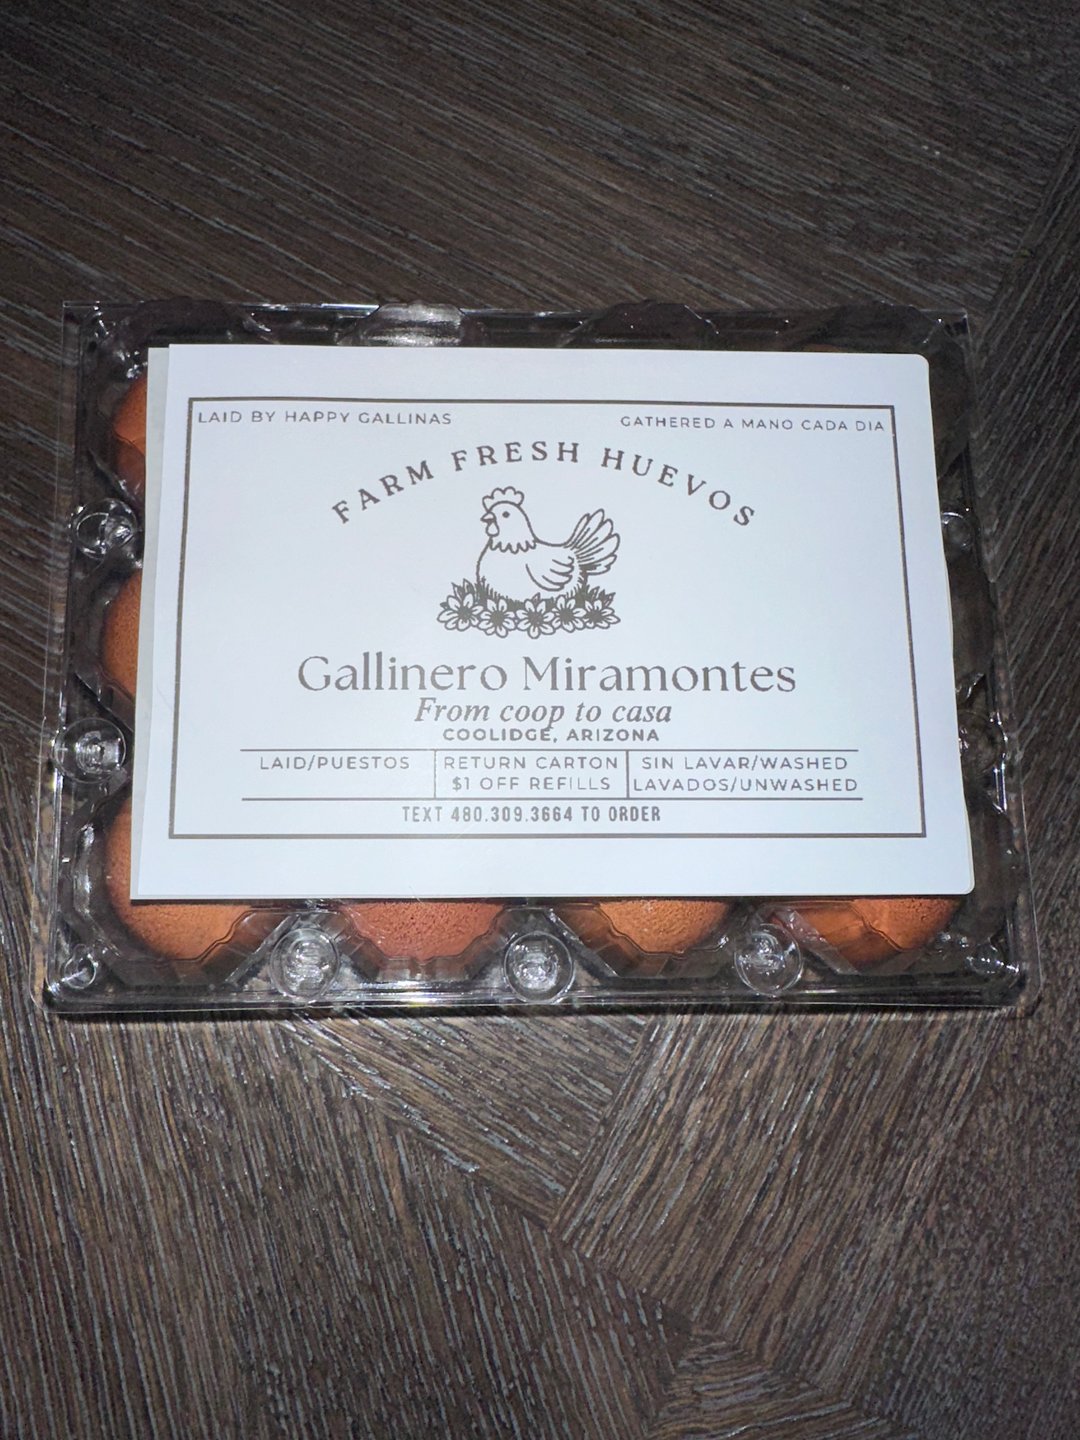 LAID BY HAPPY GALLINAS
GATHERED A MANO CADA DIA
FARM FRESH HUEVOS
Gallinero Miramontes
From coop to casa
COOLIDGE, ARIZONA
LAID/PUESTOS
RETURN CARTON
$1 OFF REFILLS
SIN LAVAR/WASHED
LAVADOS/UNWASHED
TEXT 480.309.3664 TO ORDER